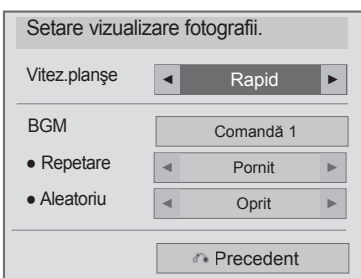 Setare vizualizare fotografii.
Vitez.planşe ◄ Rapid ►
BGM Comandă 1
● Repetare ◄ Pornit ►
● Aleatoriu ◄ Oprit ►
Precedent